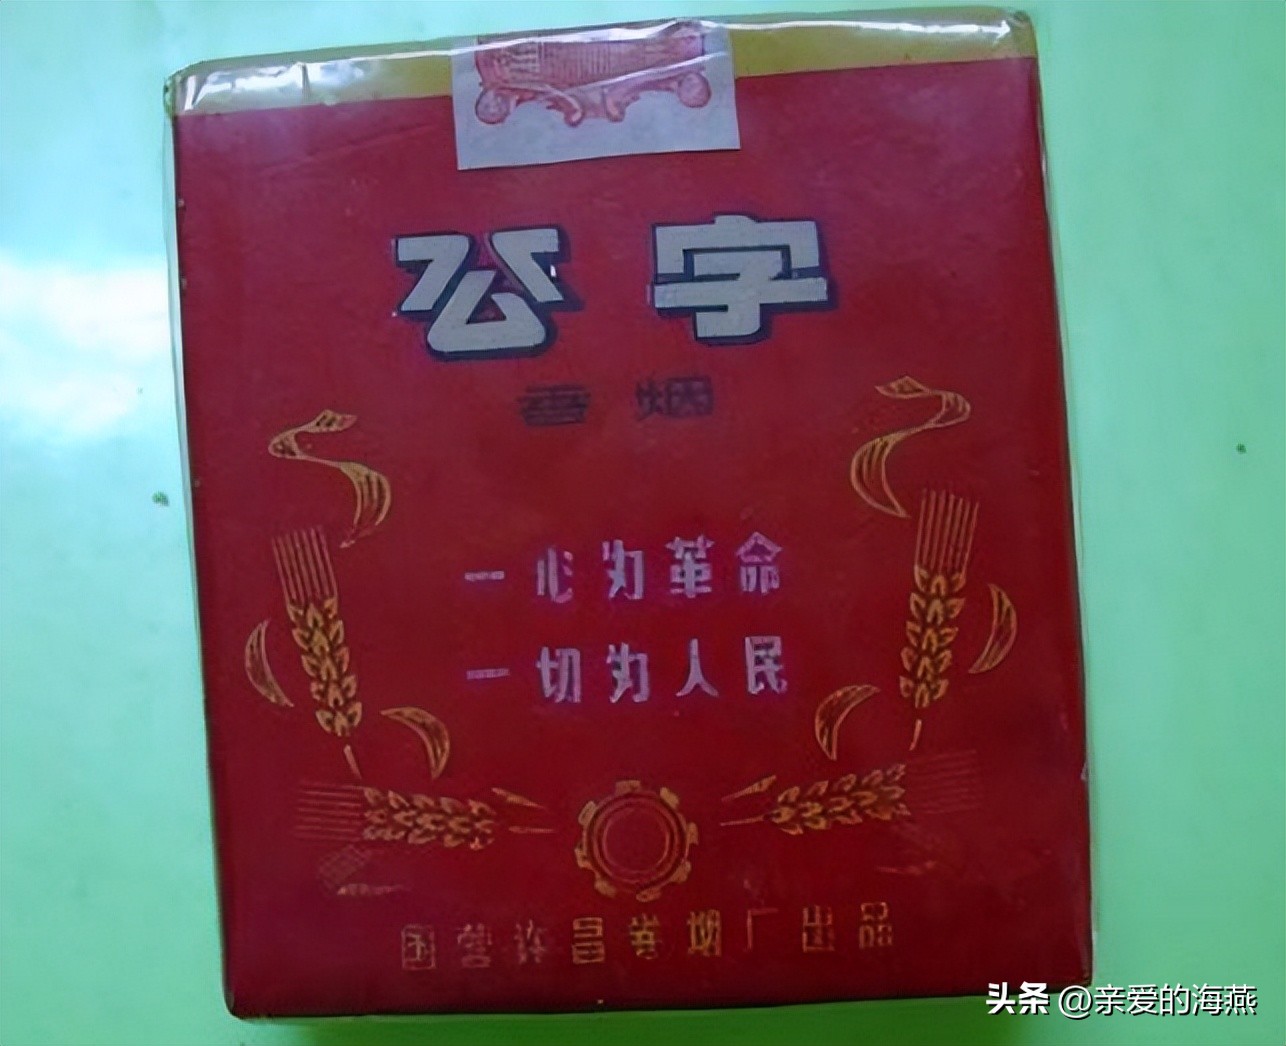 公字
香烟
一心为革命
一切为人民
国营许昌卷烟厂出品
头条 @亲爱的海燕